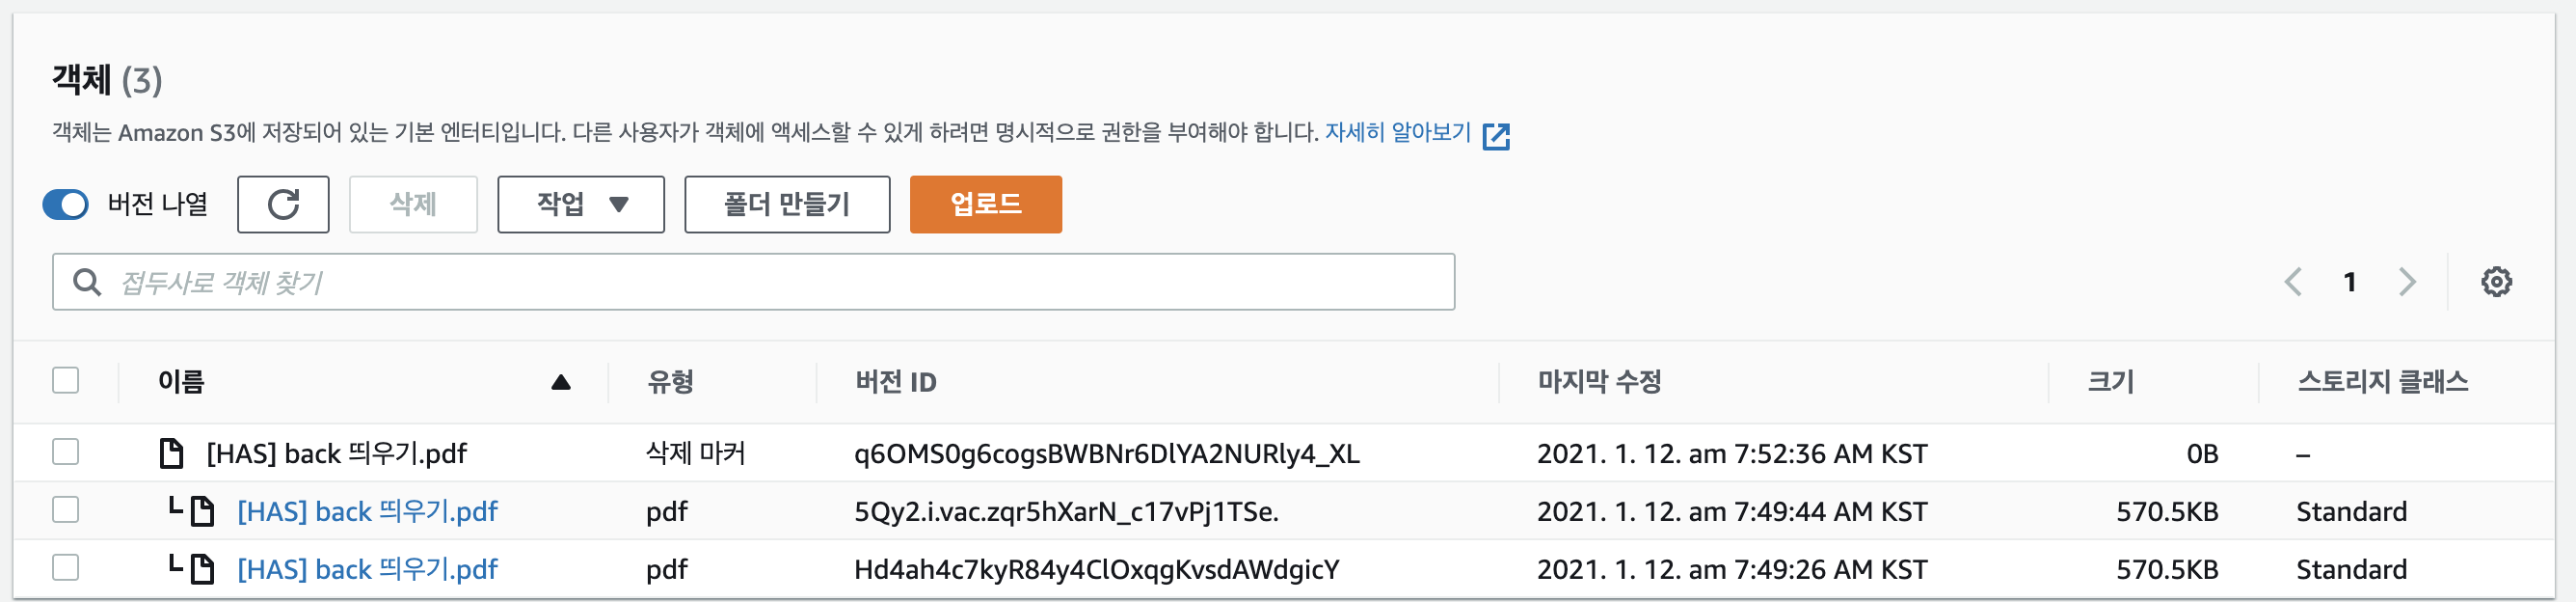 객체 (3)
객체는 Amazon S3에 저장되어 있는 기본 엔터티입니다. 다른 사용자가 객체에 액세스할 수 있게 하려면 명시적으로 권한을 부여해야 합니다. 자세히 알아보기
버전 나열 삭제 작업 폴더 만들기 업로드
접두사로 객체 찾기 1
이름 유형 버전 ID 마지막 수정 크기 스토리지 클래스
[HAS] back 띄우기.pdf 삭제 마커 q6OMS0g6cogsBWBNr6DlYA2NURly4_XL 2021. 1. 12. am 7:52:36 AM KST 0B –
[HAS] back 띄우기.pdf pdf 5Qy2.i.vac.zqr5hXarN_c17vPj1TSe. 2021. 1. 12. am 7:49:44 AM KST 570.5KB Standard
[HAS] back 띄우기.pdf pdf Hd4ah4c7kyR84y4ClOxqgKvsdAWdgicY 2021. 1. 12. am 7:49:26 AM KST 570.5KB Standard